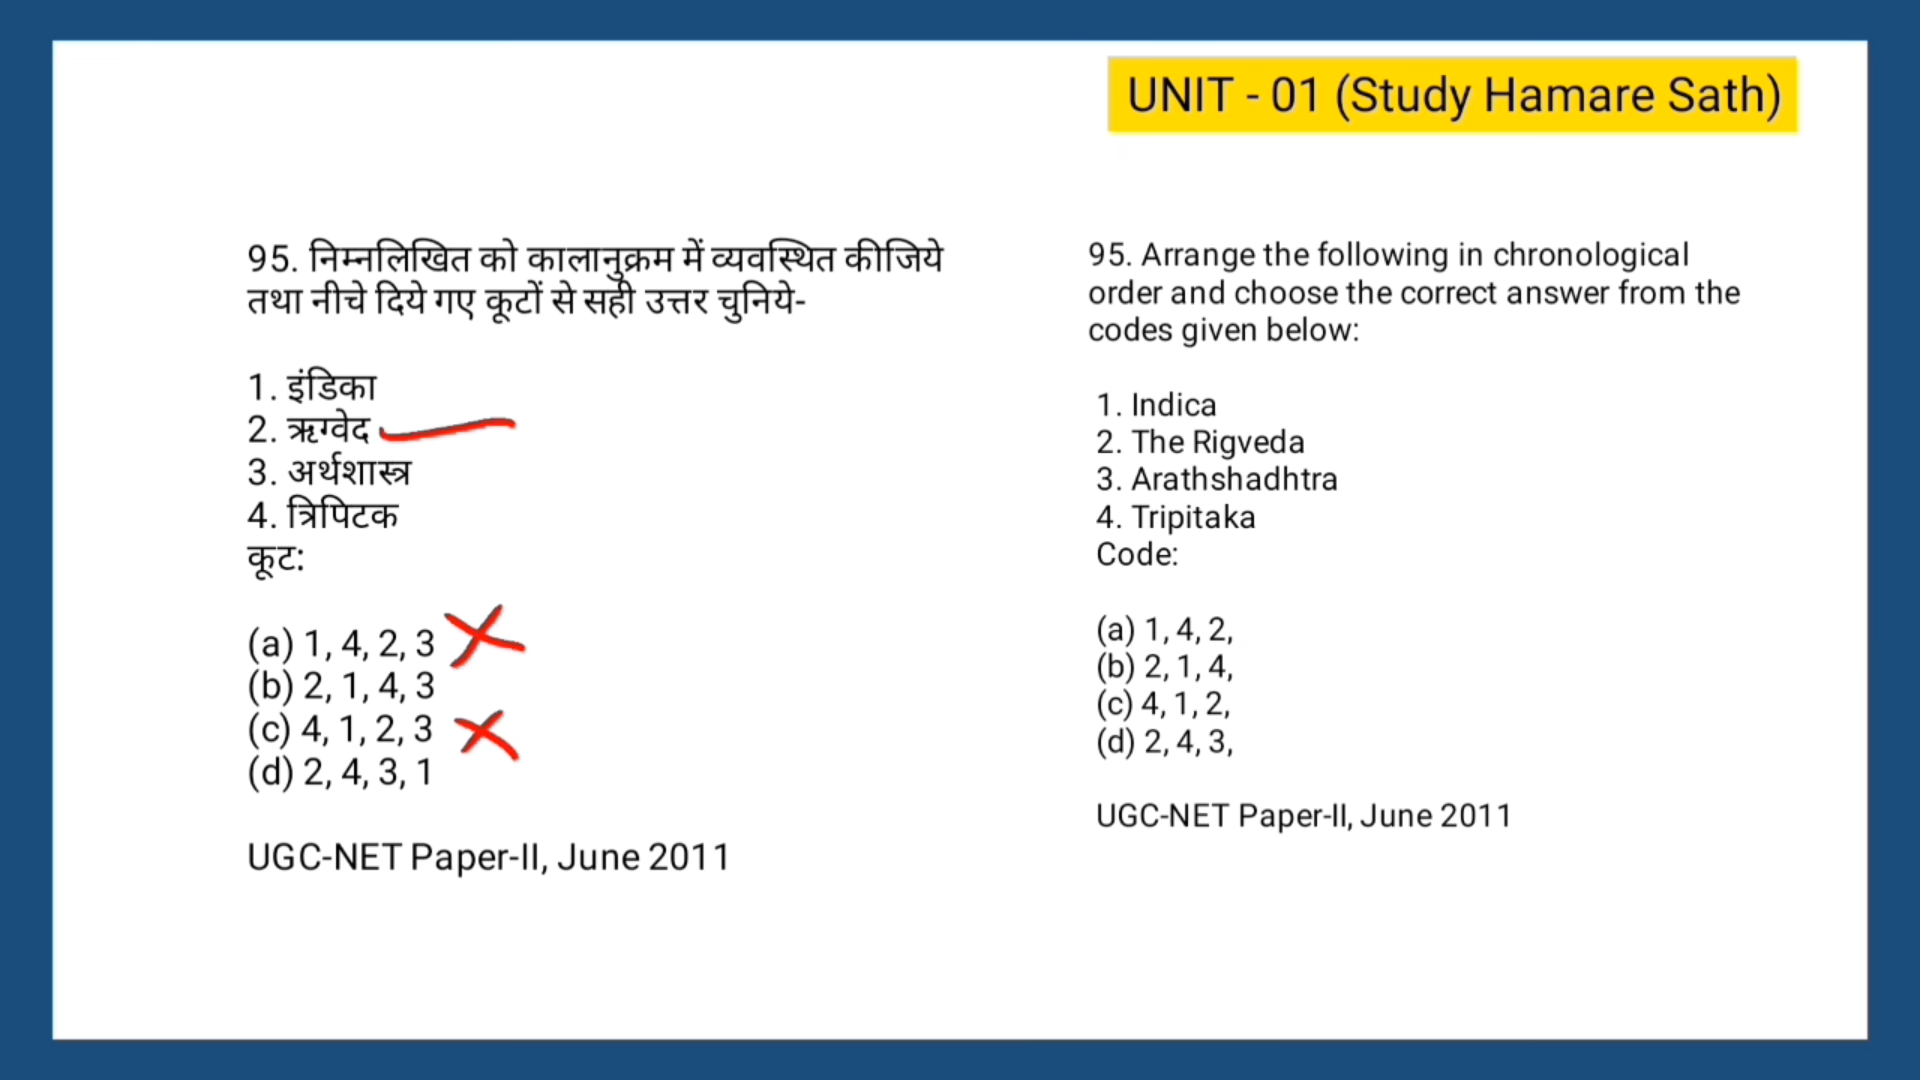 UNIT - 01 (Study Hamare Sath)
95. निम्नलिखित को कालानुक्रम में व्यवस्थित कीजिये
तथा नीचे दिये गए कूटों से सही उत्तर चुनिये-
1. इंडिका
2. ऋग्वेद
3. अर्थशास्त्र
4. त्रिपिटक
कूट:
(a) 1, 4, 2, 3
(b) 2, 1, 4, 3
(c) 4, 1, 2, 3
(d) 2, 4, 3, 1
UGC-NET Paper-II, June 2011
95. Arrange the following in chronological
order and choose the correct answer from the
codes given below:
1. Indica
2. The Rigveda
3. Arathshadhtra
4. Tripitaka
Code:
(a) 1, 4, 2,
(b) 2, 1, 4,
(c) 4, 1, 2,
(d) 2, 4, 3,
UGC-NET Paper-II, June 2011